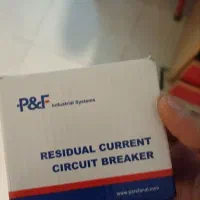 P&F Industrial Systems
RESIDUAL CURRENT
CIRCUIT BREAKER